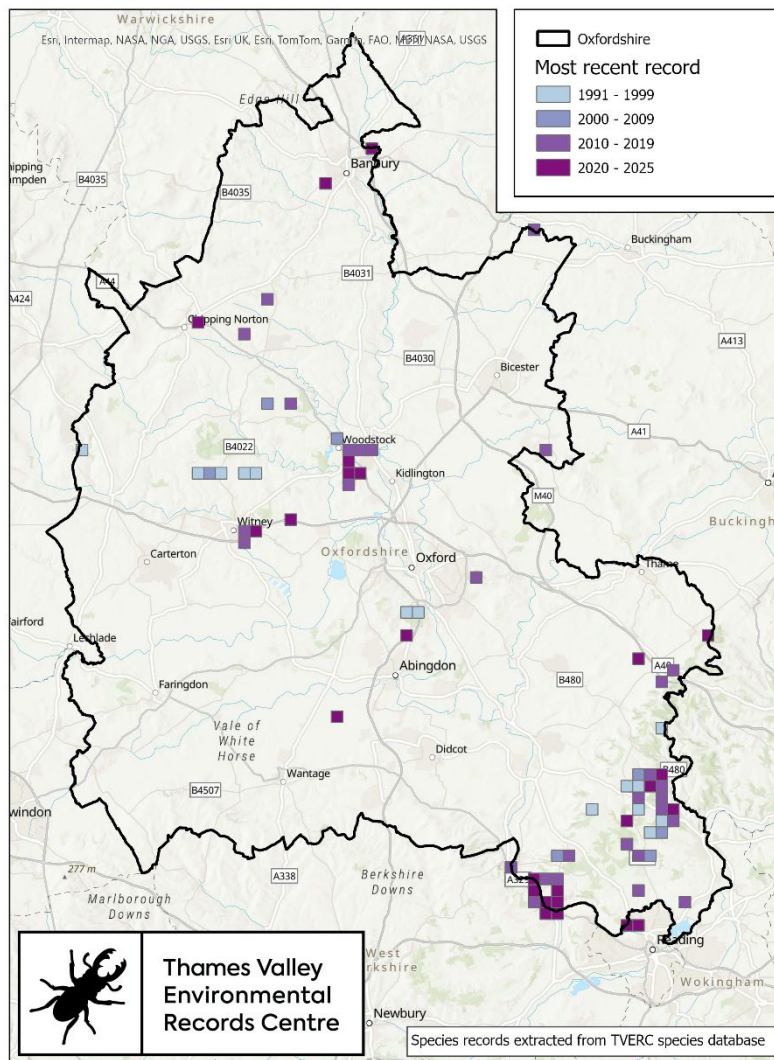 Warwickshire
Esri, Intermap, NASA, NGA, USGS, Esri UK, Esri, TomTom, Garmin, FAO, METI/NASA, USGS
Oxfordshire
Most recent record
1991 - 1999
2000 - 2009
2010 - 2019
2020 - 2025
Edge Hill
Banbury
B4035
B4035
Buckingham
B4031
A44
A424
Chipping Norton
A413
B4030
Bicester
A41
B4022
Woodstock
Kidlington
M40
Witney
Oxfordshire
Oxford
Carterton
Thame
Lechlade
A40
Abingdon
B480
Faringdon
Vale of
White
Horse
Didcot
Wantage
B480
B4507
277 m
A338
A329
Marlborough
Downs
Berkshire
Downs
Reading
West
Wokingham
Newbury
Thames Valley
Environmental
Records Centre
Species records extracted from TVERC species database